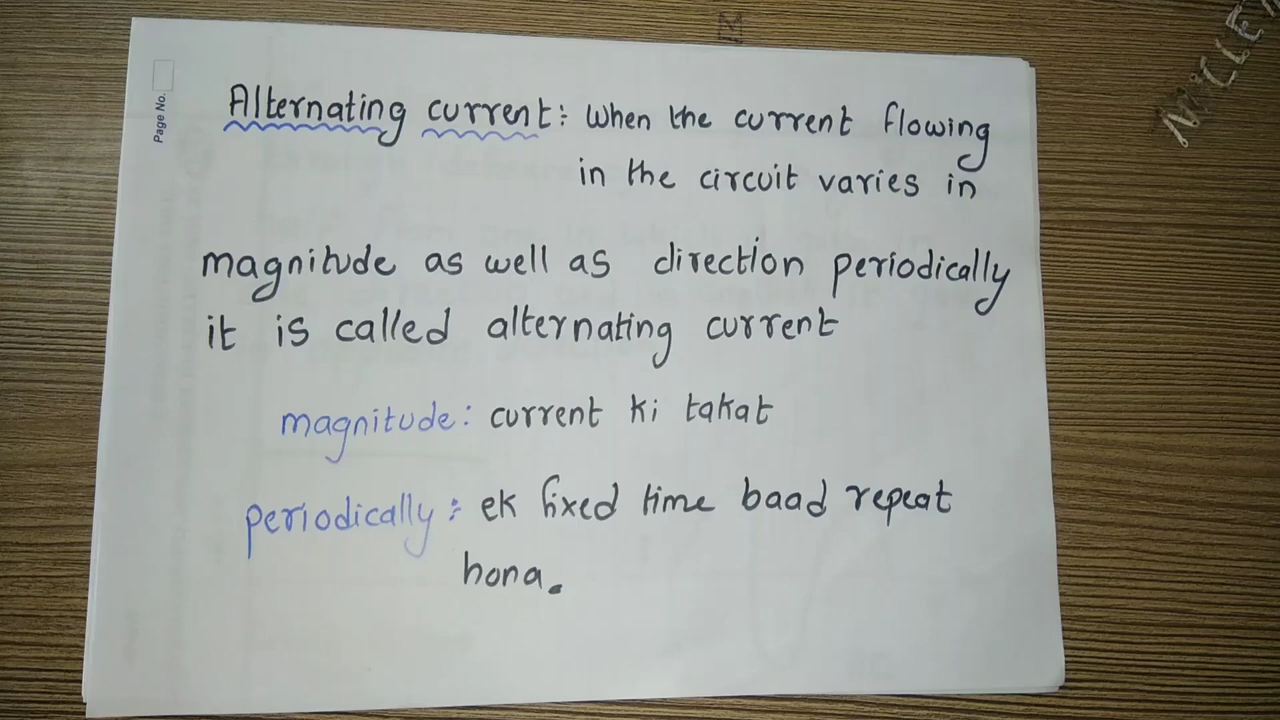 Page No.
Alternating current: When the current flowing
in the circuit varies in
magnitude as well as direction periodically
it is called alternating current
magnitude: current ki takat
periodically: ek fixed time baad repeat
hona.